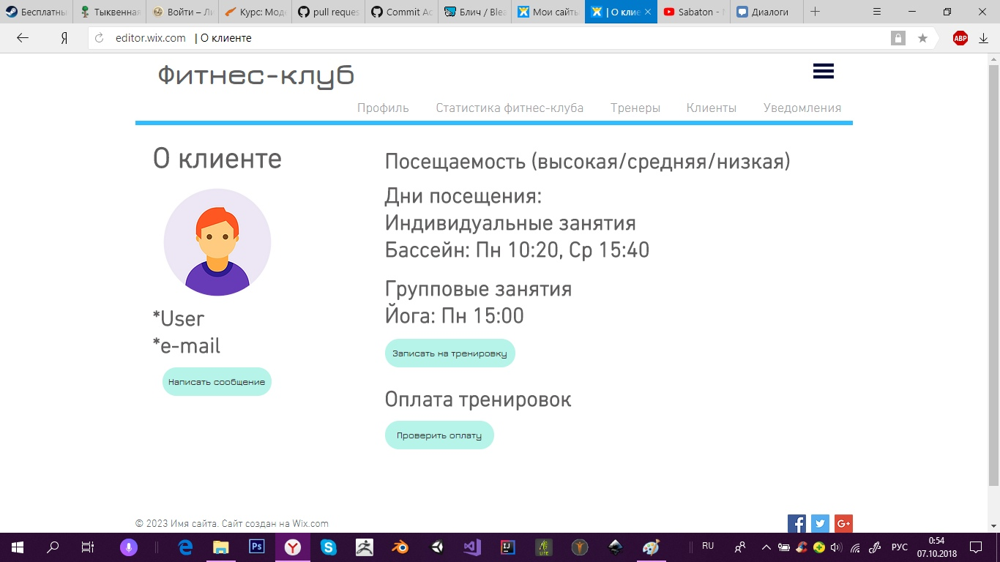 Бесплатны
Тыквенная
Войти – Ли
Курс: Мод
pull reques
Commit Ac
Блич / Blea
Мои сайты
| О клие
Sabaton -
Диалоги
Я
editor.wix.com | О клиенте
ABP
Фитнес-клуб
Профиль Статистика фитнес-клуба Тренеры Клиенты Уведомления
О клиенте
*User
*e-mail
Написать сообщение
Посещаемость (высокая/средняя/низкая)
Дни посещения:
Индивидуальные занятия
Бассейн: Пн 10:20, Ср 15:40
Групповые занятия
Йога: Пн 15:00
Записать на тренировку
Оплата тренировок
Проверить оплату
© 2023 Имя сайта. Сайт создан на Wix.com
f
G+
Ps
Y
S
IJ
LITE
RU
РУС
0:54
07.10.2018